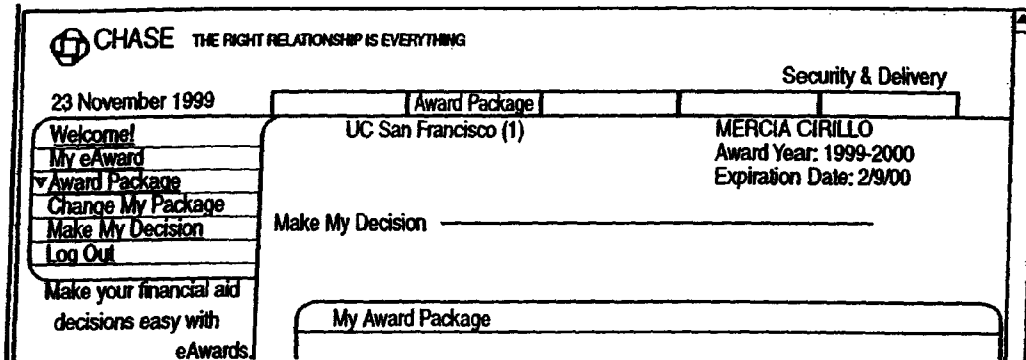 CHASE THE RIGHT RELATIONSHIP IS EVERYTHING
Security & Delivery
23 November 1999
Award Package
Welcome!
My eAward
Award Package
Change My Package
Make My Decision
Log Out
Make your financial aid
decisions easy with
eAwards.
UC San Francisco (1)
MERCIA CIRILLO
Award Year: 1999-2000
Expiration Date: 2/9/00
Make My Decision
My Award Package